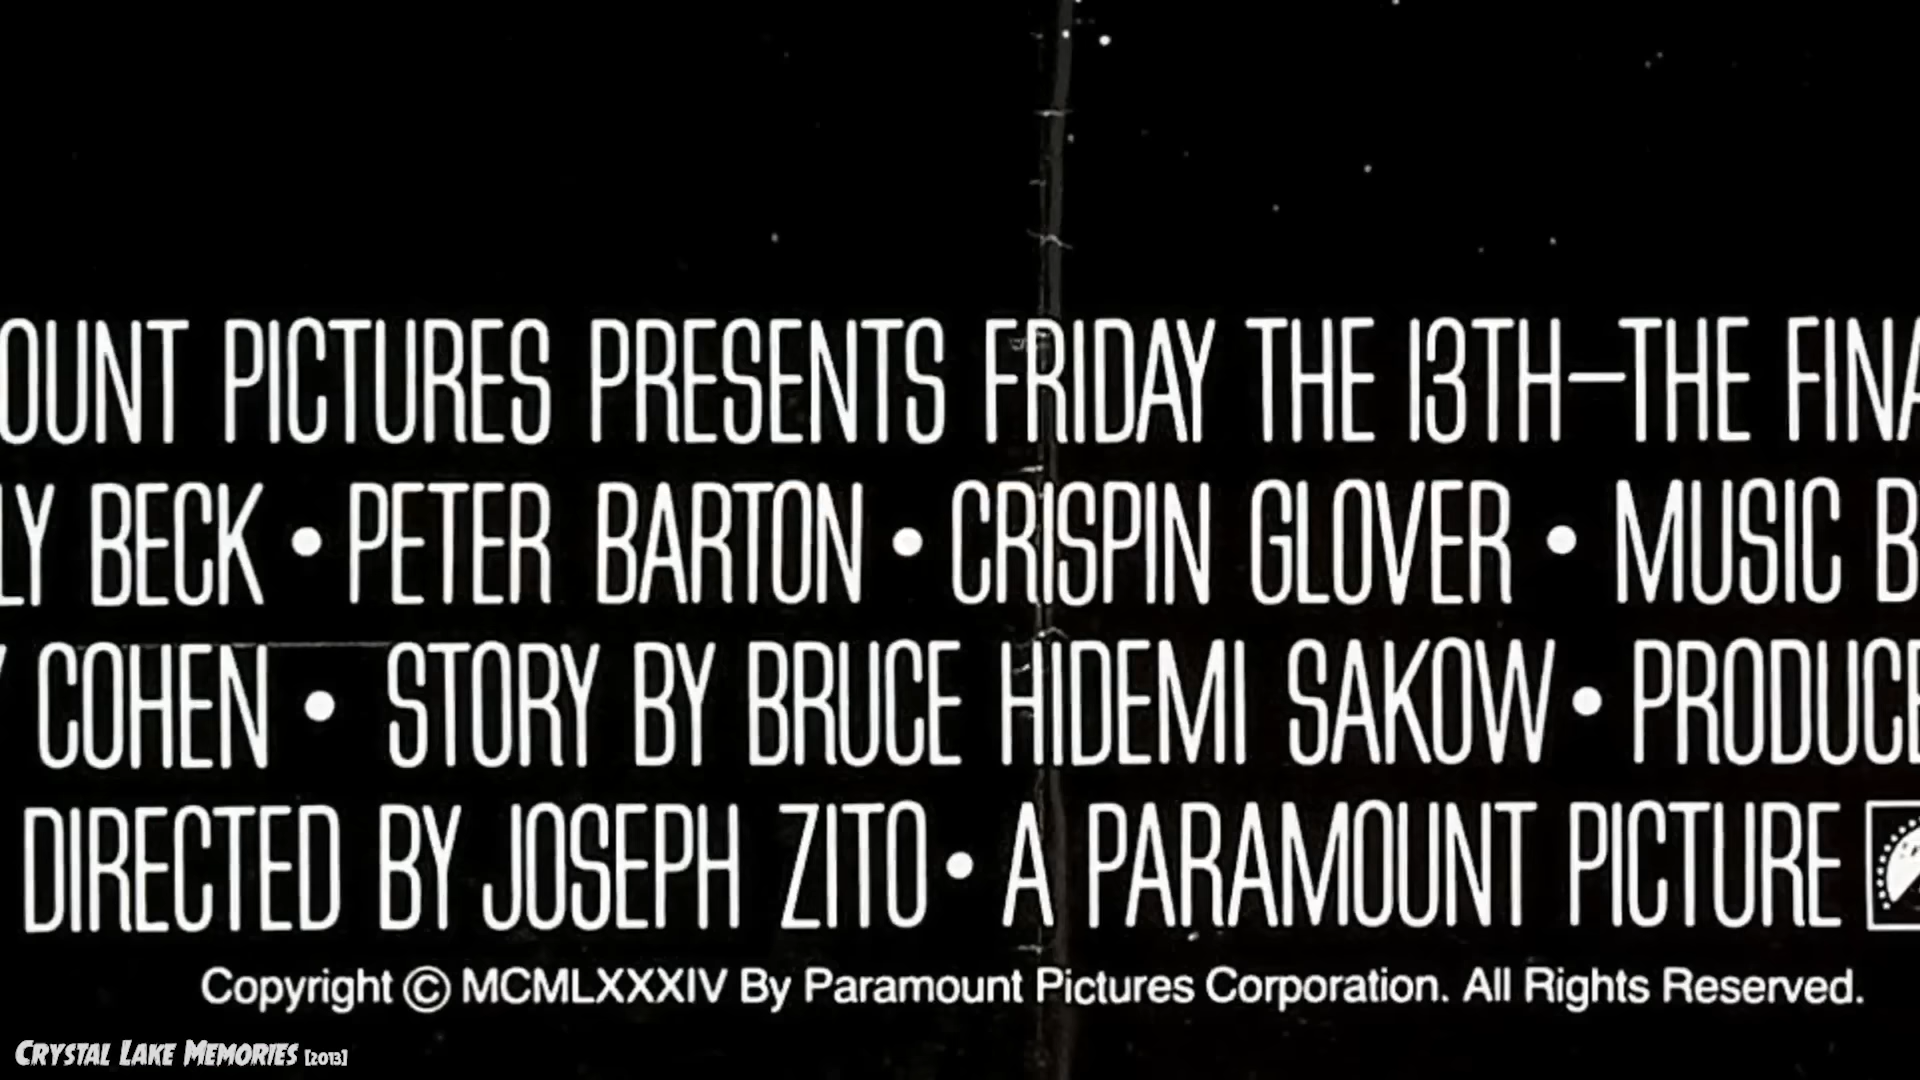 OUNT PICTURES PRESENTS FRIDAY THE 13TH—THE FINA
LY BECK • PETER BARTON • CRISPIN GLOVER • MUSIC B
Y COHEN • STORY BY BRUCE HIDEMI SAKOW • PRODUCE
DIRECTED BY JOSEPH ZITO • A PARAMOUNT PICTURE
Copyright © MCMLXXXIV By Paramount Pictures Corporation. All Rights Reserved.
CRYSTAL LAKE MEMORIES [2013]